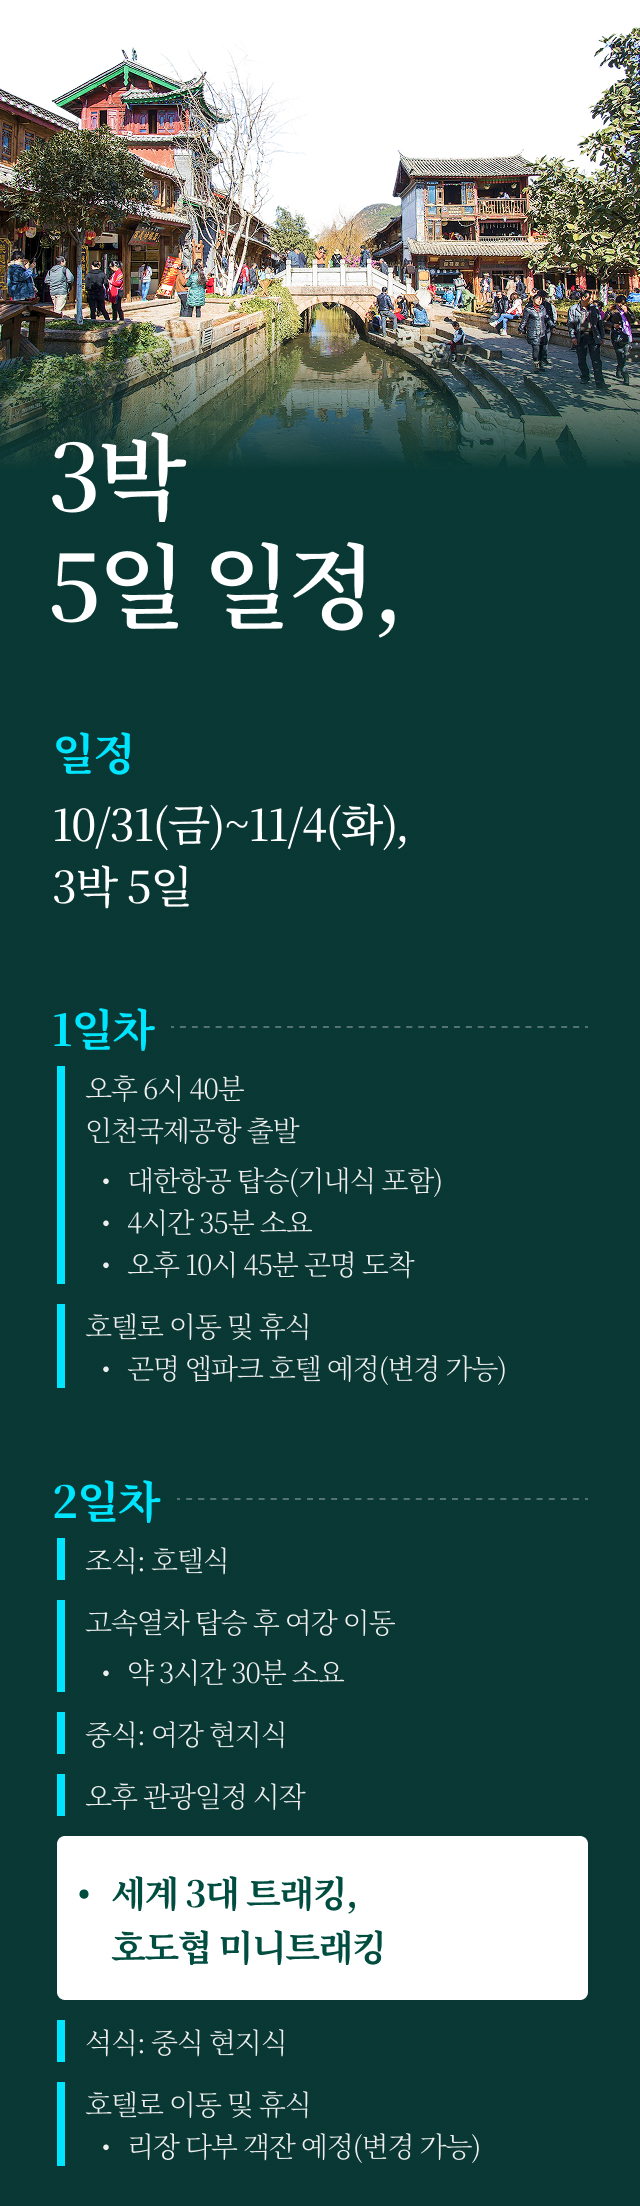 3박
5일 일정,
일정
10/31(금)~11/4(화),
3박 5일
1일차
오후 6시 40분
인천국제공항 출발
• 대한항공 탑승(기내식 포함)
• 4시간 35분 소요
• 오후 10시 45분 곤명 도착
호텔로 이동 및 휴식
• 곤명 엡파크 호텔 예정(변경 가능)
2일차
조식: 호텔식
고속열차 탑승 후 여강 이동
• 약 3시간 30분 소요
중식: 여강 현지식
오후 관광일정 시작
• 세계 3대 트래킹,
호도협 미니트래킹
석식: 중식 현지식
호텔로 이동 및 휴식
• 리장 다부 객잔 예정(변경 가능)